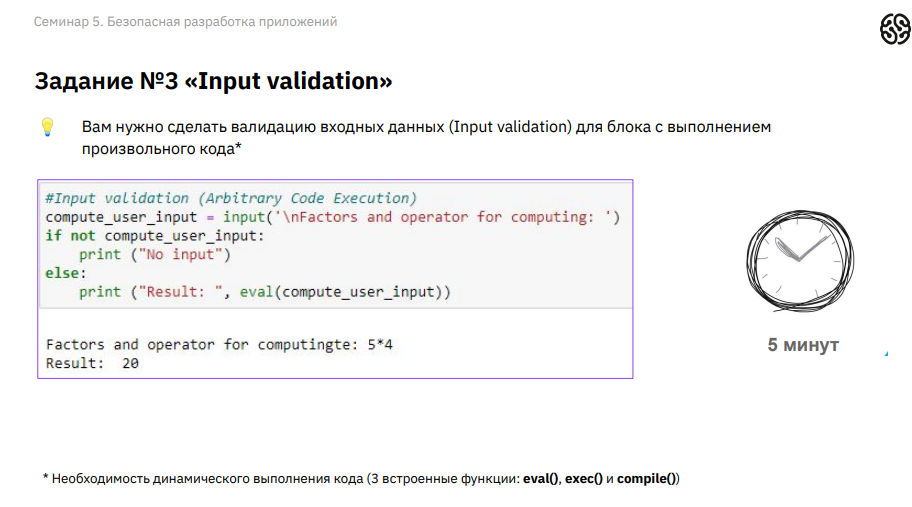 Семинар 5. Безопасная разработка приложений
Задание №3 «Input validation»
Вам нужно сделать валидацию входных данных (Input validation) для блока с выполнением
произвольного кода*
#Input validation (Arbitrary Code Execution)
compute_user_input = input('\nFactors and operator for computing: ')
if not compute_user_input:
    print ("No input")
else:
    print ("Result: ", eval(compute_user_input))
Factors and operator for computingte: 5*4
Result:  20
5 минут
* Необходимость динамического выполнения кода (3 встроенные функции: eval(), exec() и compile())